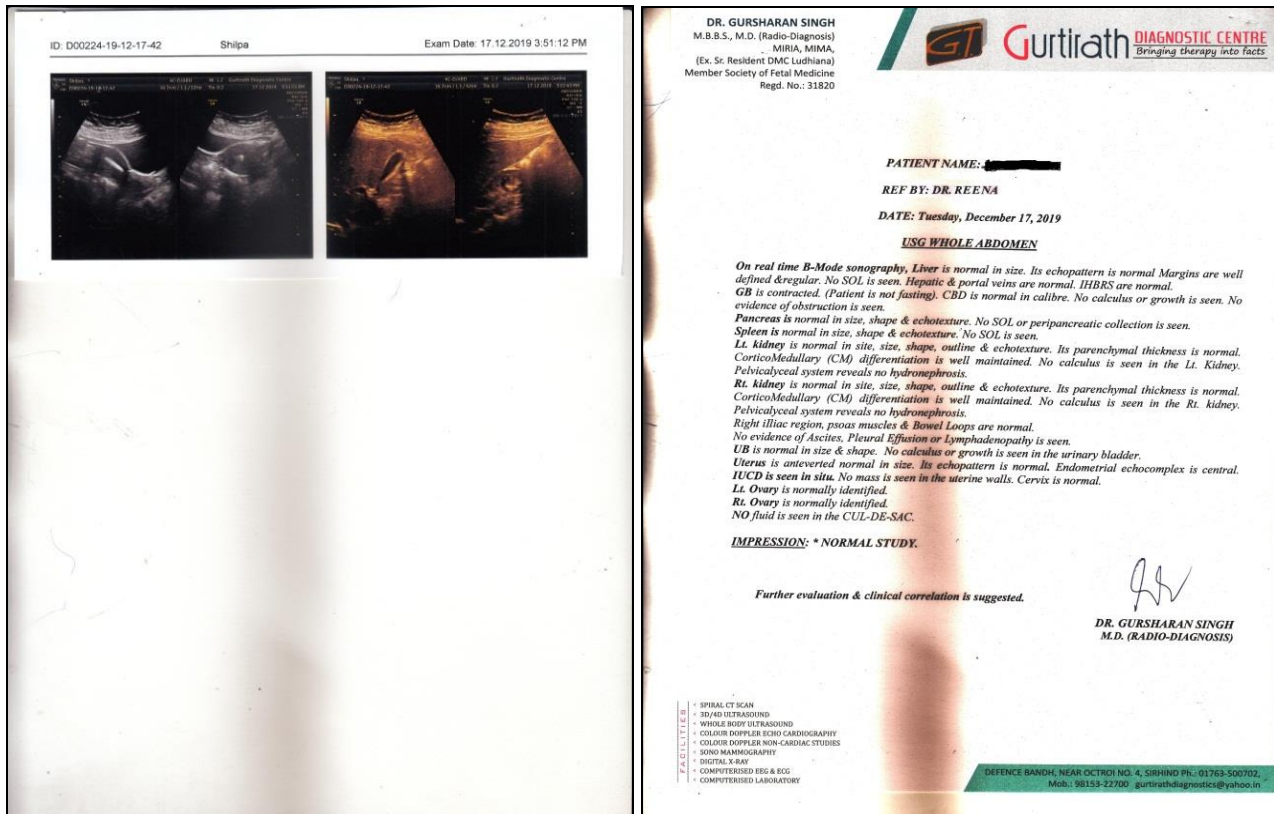 ID: D00224-19-12-17-42 Shilpa Exam Date: 17.12.2019 3:51:12 PM
DR. GURSHARAN SINGH
M.B.B.S., M.D. (Radio-Diagnosis)
MIRIA, MIMA,
(Ex. Sr. Resident DMC Ludhiana)
Member Society of Fetal Medicine
Regd. No.: 31820
GT Gurtirath DIAGNOSTIC CENTRE
Bringing therapy into facts
PATIENT NAME:
REF BY: DR. REENA
DATE: Tuesday, December 17, 2019
USG WHOLE ABDOMEN
On real time B-Mode sonography, Liver is normal in size. Its echopattern is normal Margins are well
defined &regular. No SOL is seen. Hepatic & portal veins are normal. IHBRS are normal.
GB is contracted. (Patient is not fasting). CBD is normal in calibre. No calculus or growth is seen. No
evidence of obstruction is seen.
Pancreas is normal in size, shape & echotexture. No SOL or peripancreatic collection is seen.
Spleen is normal in size, shape & echotexture. No SOL is seen.
Lt. kidney is normal in site, size, shape, outline & echotexture. Its parenchymal thickness is normal.
CorticoMedullary (CM) differentiation is well maintained. No calculus is seen in the Lt. Kidney.
Pelvicalyceal system reveals no hydronephrosis.
Rt. kidney is normal in site, size, shape, outline & echotexture. Its parenchymal thickness is normal.
CorticoMedullary (CM) differentiation is well maintained. No calculus is seen in the Rt. kidney.
Pelvicalyceal system reveals no hydronephrosis.
Right illiac region, psoas muscles & Bowel Loops are normal.
No evidence of Ascites, Pleural Effusion or Lymphadenopathy is seen.
UB is normal in size & shape. No calculus or growth is seen in the urinary bladder.
Uterus is anteverted normal in size. Its echopattern is normal. Endometrial echocomplex is central.
IUCD is seen in situ. No mass is seen in the uterine walls. Cervix is normal.
Lt. Ovary is normally identified.
Rt. Ovary is normally identified.
NO fluid is seen in the CUL-DE-SAC.
IMPRESSION: * NORMAL STUDY.
Further evaluation & clinical correlation is suggested.
DR. GURSHARAN SINGH
M.D. (RADIO-DIAGNOSIS)
FACILITIES
SPIRAL CT SCAN
3D/4D ULTRASOUND
WHOLE BODY ULTRASOUND
COLOUR DOPPLER ECHO CARDIOGRAPHY
COLOUR DOPPLER NON-CARDIAC STUDIES
SONO MAMMOGRAPHY
DIGITAL X-RAY
COMPUTERISED EEG & ECG
COMPUTERISED LABORATORY
DEFENCE BANDH, NEAR OCTROI NO. 4, SIRHIND Ph.: 01763-500702,
Mob.: 98153-22700 gurtirathdiagnostics@yahoo.in